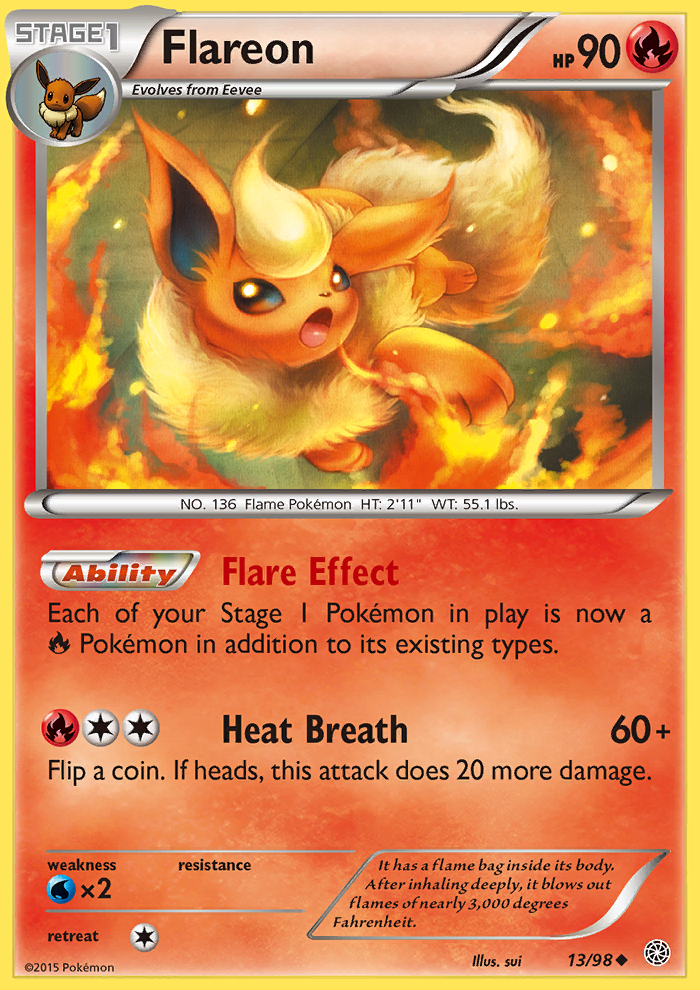 STAGE1
Flareon
HP 90
Evolves from Eevee
NO. 136 Flame Pokémon HT: 2'11" WT: 55.1 lbs.
Ability Flare Effect
Each of your Stage 1 Pokémon in play is now a
Pokémon in addition to its existing types.
Heat Breath 60+
Flip a coin. If heads, this attack does 20 more damage.
weakness resistance
×2
retreat
It has a flame bag inside its body.
After inhaling deeply, it blows out
flames of nearly 3,000 degrees
Fahrenheit.
Illus. sui 13/98
©2015 Pokémon